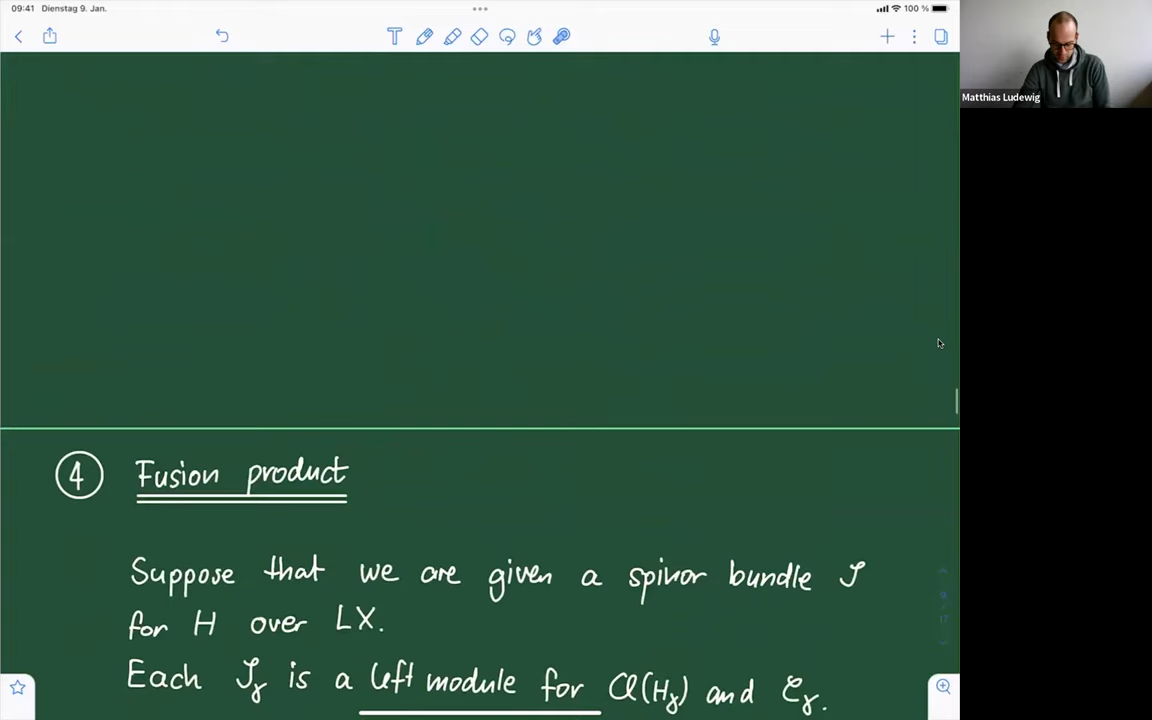 09:41 Dienstag 9. Jan.
100 %
Matthias Ludewig
4 Fusion product
Suppose that we are given a spinor bundle 𝒮
for H over LX.
Each 𝒮_γ is a left module for Cl(H_γ) and 𝒞_γ.